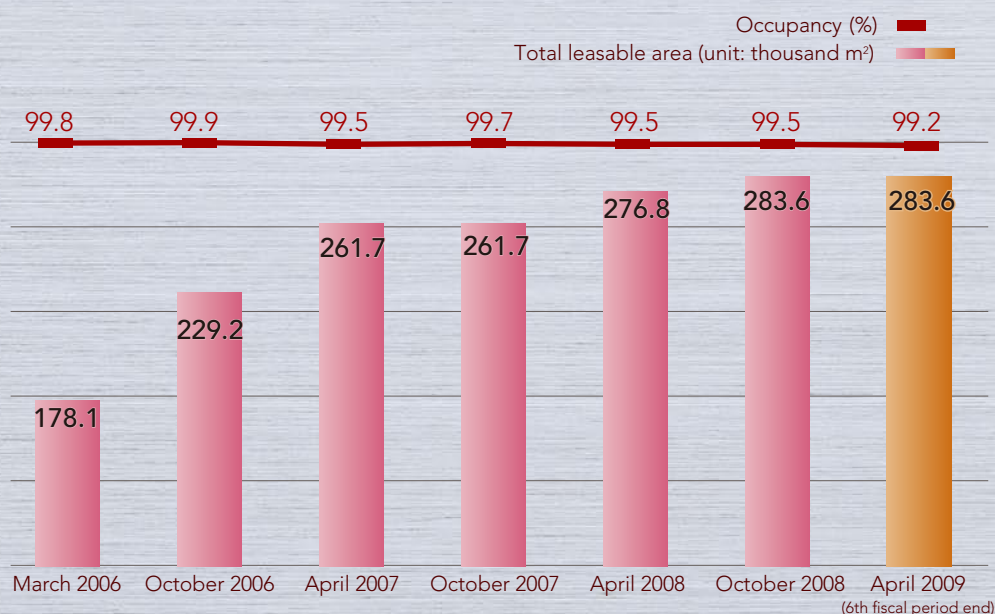 Occupancy (%)
Total leasable area (unit: thousand m²)
99.8 99.9 99.5 99.7 99.5 99.5 99.2
178.1 229.2 261.7 261.7 276.8 283.6 283.6
March 2006 October 2006 April 2007 October 2007 April 2008 October 2008 April 2009
(6th fiscal period end)